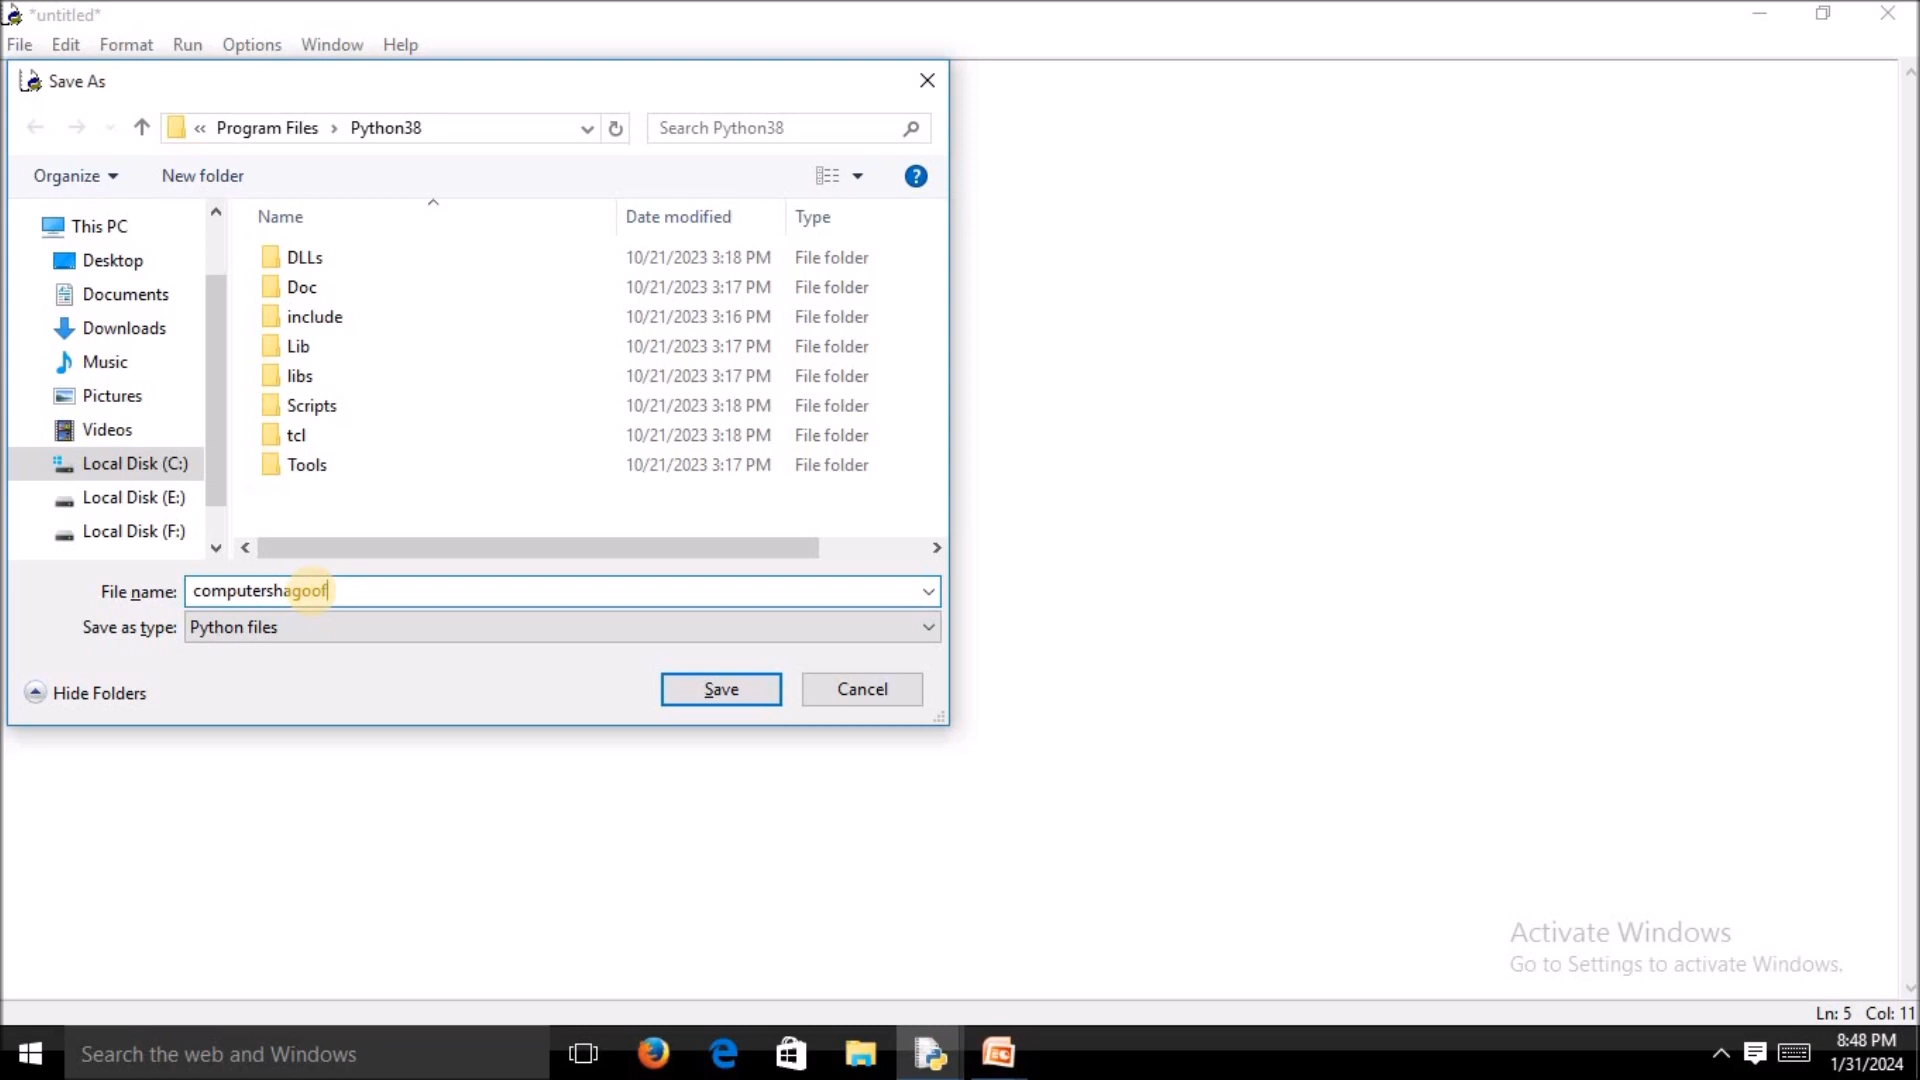 *untitled*
File Edit Format Run Options Window Help
Save As
« Program Files › Python38
Search Python38
Organize
New folder
?
Name Date modified Type
This PC
Desktop
Documents
Downloads
Music
Pictures
Videos
Local Disk (C:)
Local Disk (E:)
Local Disk (F:)
DLLs 10/21/2023 3:18 PM File folder
Doc 10/21/2023 3:17 PM File folder
include 10/21/2023 3:16 PM File folder
Lib 10/21/2023 3:17 PM File folder
libs 10/21/2023 3:17 PM File folder
Scripts 10/21/2023 3:18 PM File folder
tcl 10/21/2023 3:18 PM File folder
Tools 10/21/2023 3:17 PM File folder
File name: computershagoof
Save as type: Python files
Hide Folders
Save
Cancel
Activate Windows
Go to Settings to activate Windows.
Ln: 5 Col: 11
Search the web and Windows
8:48 PM
1/31/2024